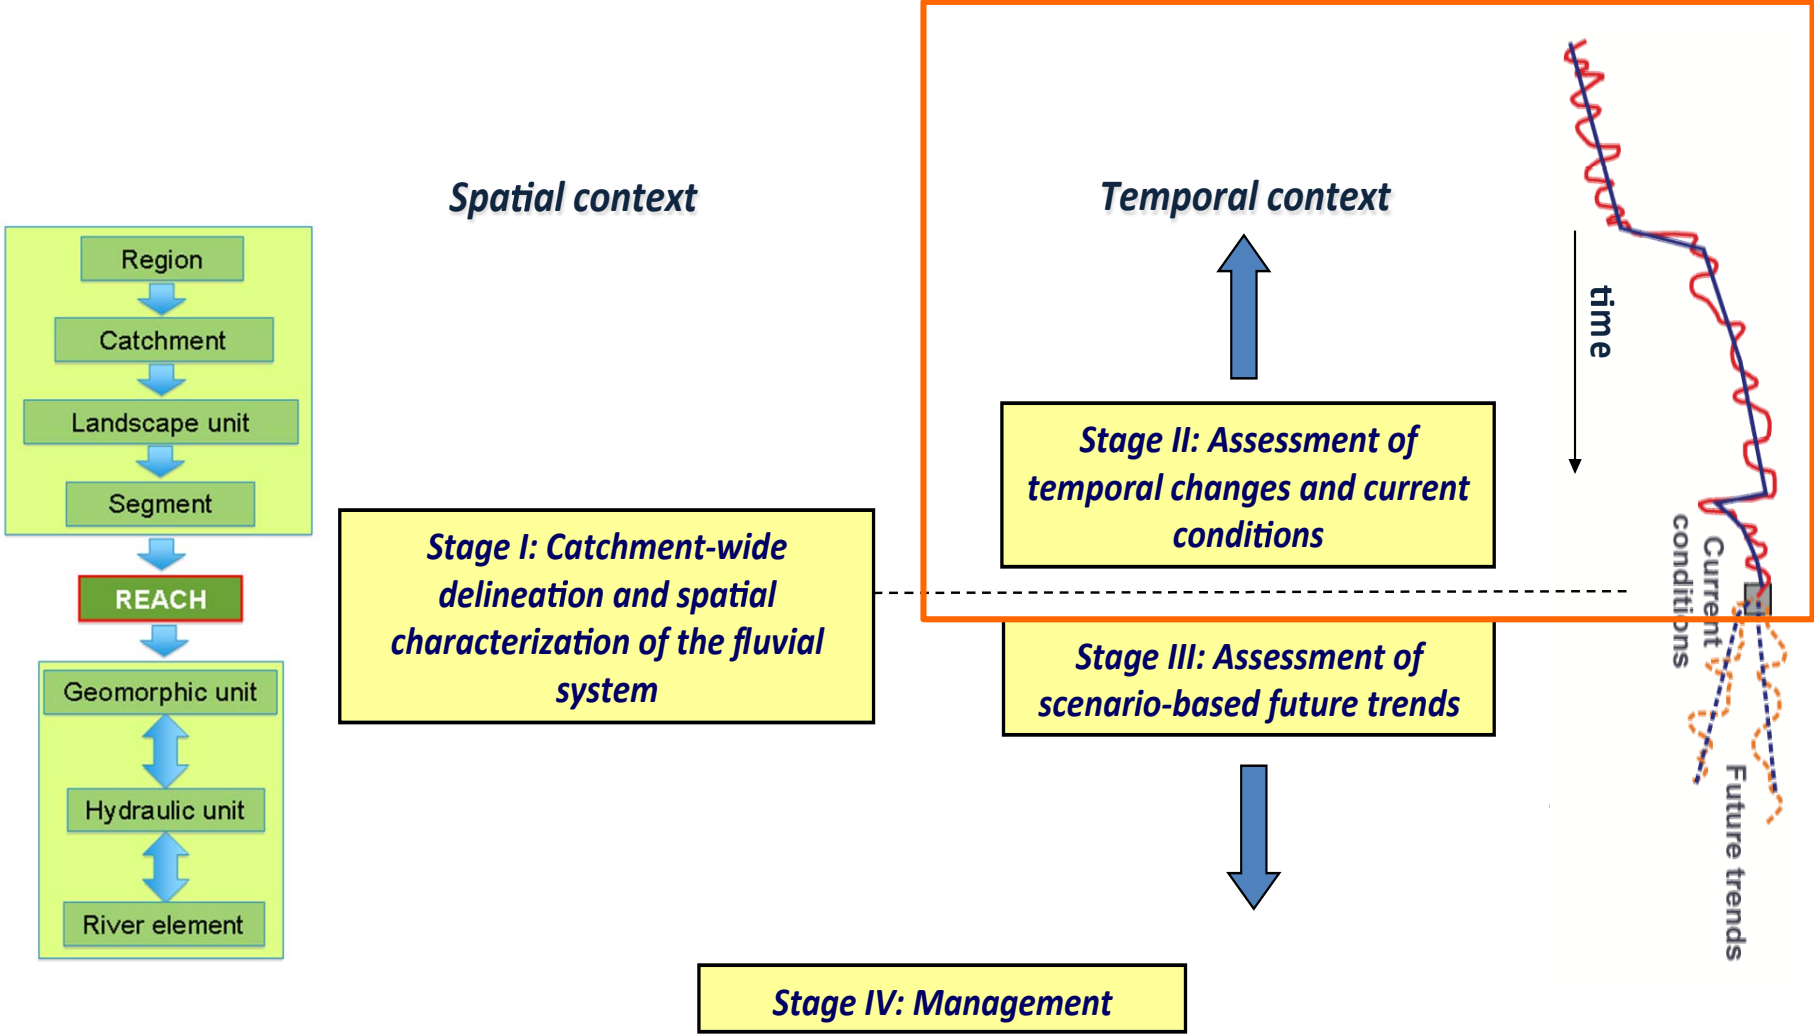 Spatial context
Temporal context
Region
Catchment
Landscape unit
Segment
REACH
Geomorphic unit
Hydraulic unit
River element
Stage I: Catchment-wide
delineation and spatial
characterization of the fluvial
system
Stage II: Assessment of
temporal changes and current
conditions
Stage III: Assessment of
scenario-based future trends
Stage IV: Management
time
Current
conditions
Future trends